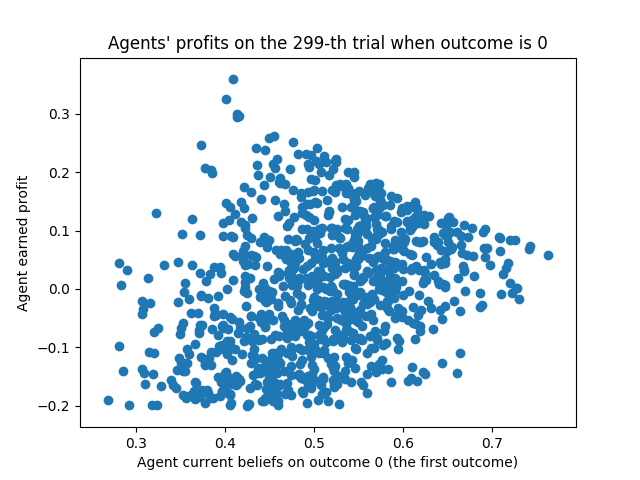 Agents' profits on the 299-th trial when outcome is 0
Agent earned profit
0.3
0.2
0.1
0.0
−0.1
−0.2
0.3 0.4 0.5 0.6 0.7
Agent current beliefs on outcome 0 (the first outcome)